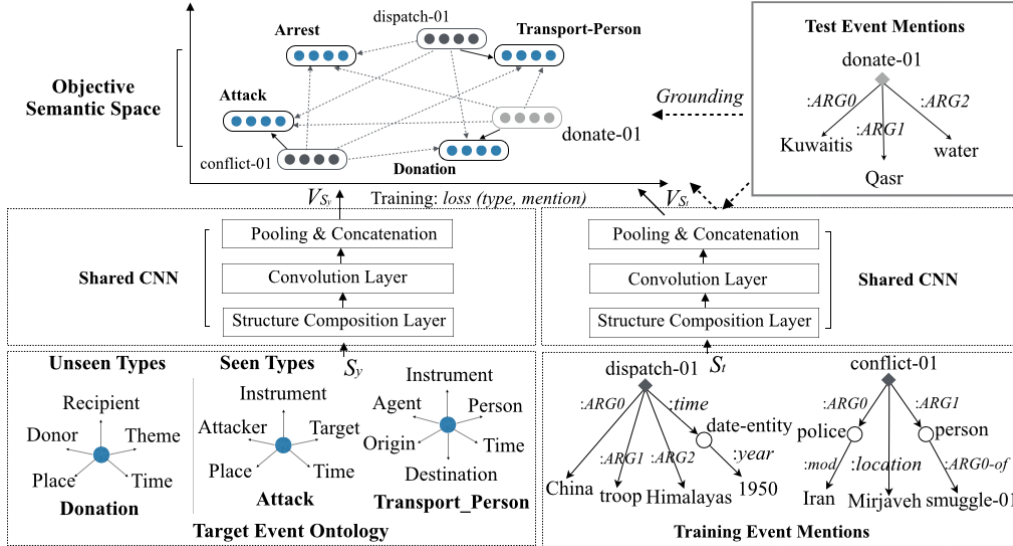 Objective
Semantic Space
dispatch-01
Arrest
Transport-Person
Attack
donate-01
conflict-01
Donation
Grounding
Test Event Mentions
donate-01
:ARG0
:ARG1
:ARG2
Kuwaitis
water
Qasr
V_{S_y}
Training: loss (type, mention)
V_{S_t}
Shared CNN
Pooling & Concatenation
Convolution Layer
Structure Composition Layer
Pooling & Concatenation
Convolution Layer
Structure Composition Layer
Shared CNN
S_y
S_t
Unseen Types
Seen Types
Recipient
Donor
Theme
Place
Time
Donation
Instrument
Attacker
Target
Place
Time
Attack
Instrument
Agent
Person
Origin
Time
Destination
Transport_Person
Target Event Ontology
dispatch-01
:ARG0
:time
date-entity
:ARG1
:ARG2
:year
China
troop
Himalayas
1950
conflict-01
:ARG0
:ARG1
police
person
:mod
:location
:ARG0-of
Iran
Mirjaveh
smuggle-01
Training Event Mentions